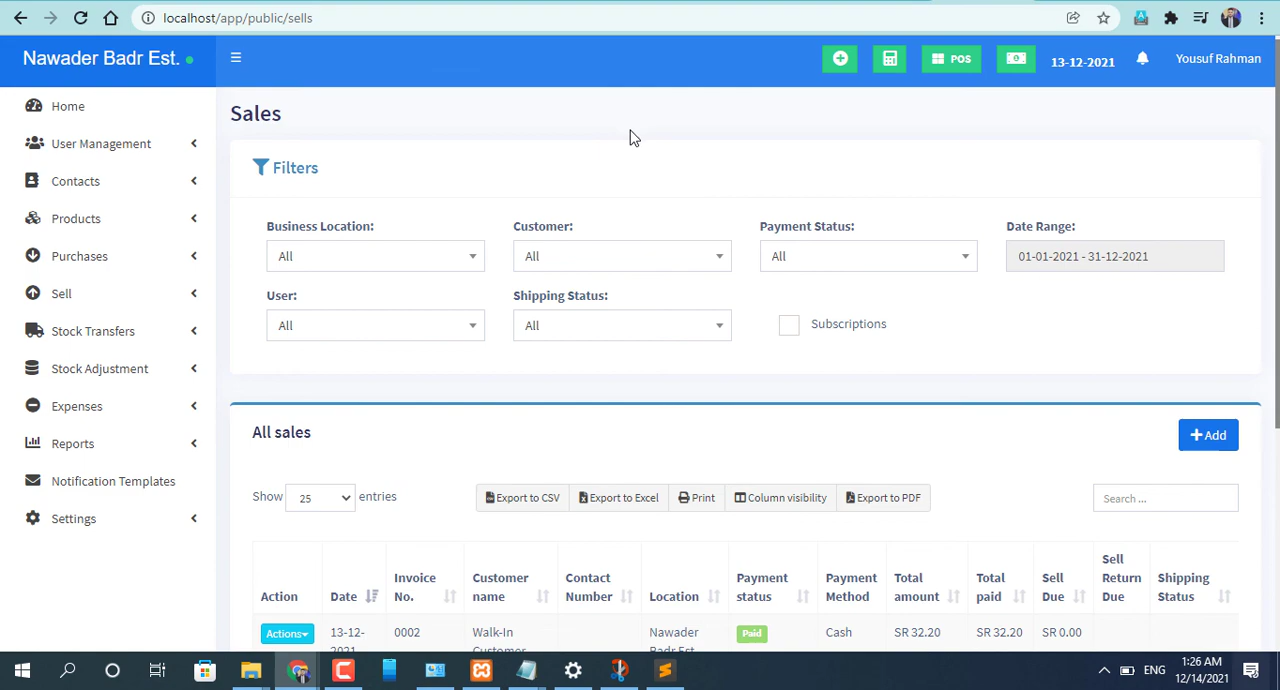 localhost/app/public/sells
Nawader Badr Est.
POS
13-12-2021
Yousuf Rahman
Home
User Management
Contacts
Products
Purchases
Sell
Stock Transfers
Stock Adjustment
Expenses
Reports
Notification Templates
Settings
Sales
Filters
Business Location:
Customer:
Payment Status:
Date Range:
All
All
All
01-01-2021 - 31-12-2021
User:
Shipping Status:
All
All
Subscriptions
All sales
Add
Show 25 entries
Export to CSV
Export to Excel
Print
Column visibility
Export to PDF
Search ...
Action
Date
Invoice No.
Customer name
Contact Number
Location
Payment status
Payment Method
Total amount
Total paid
Sell Due
Sell Return Due
Shipping Status
Actions
13-12-2021
0002
Walk-In Customer
Nawader Badr Est.
Paid
Cash
SR 32.20
SR 32.20
SR 0.00
ENG
1:26 AM
12/14/2021